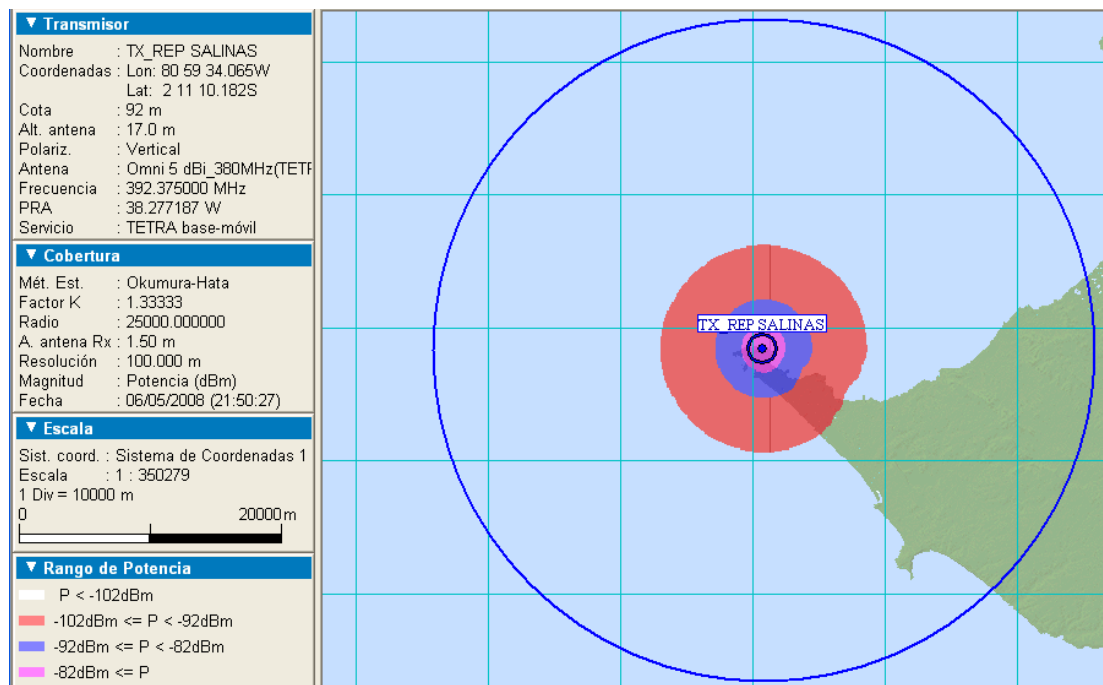 ▼ Transmisor
Nombre : TX_REP SALINAS
Coordenadas : Lon: 80 59 34.065W
Lat: 2 11 10.182S
Cota : 92 m
Alt. antena : 17.0 m
Polariz. : Vertical
Antena : Omni 5 dBi_380MHz(TETF
Frecuencia : 392.375000 MHz
PRA : 38.277187 W
Servicio : TETRA base-móvil
▼ Cobertura
Mét. Est. : Okumura-Hata
Factor K : 1.33333
Radio : 25000.000000
A. antena Rx : 1.50 m
Resolución : 100.000 m
Magnitud : Potencia (dBm)
Fecha : 06/05/2008 (21:50:27)
▼ Escala
Sist. coord. : Sistema de Coordenadas 1
Escala : 1 : 350279
1 Div = 10000 m
0 20000m
▼ Rango de Potencia
P < -102dBm
-102dBm <= P < -92dBm
-92dBm <= P < -82dBm
-82dBm <= P
TX_REP SALINAS